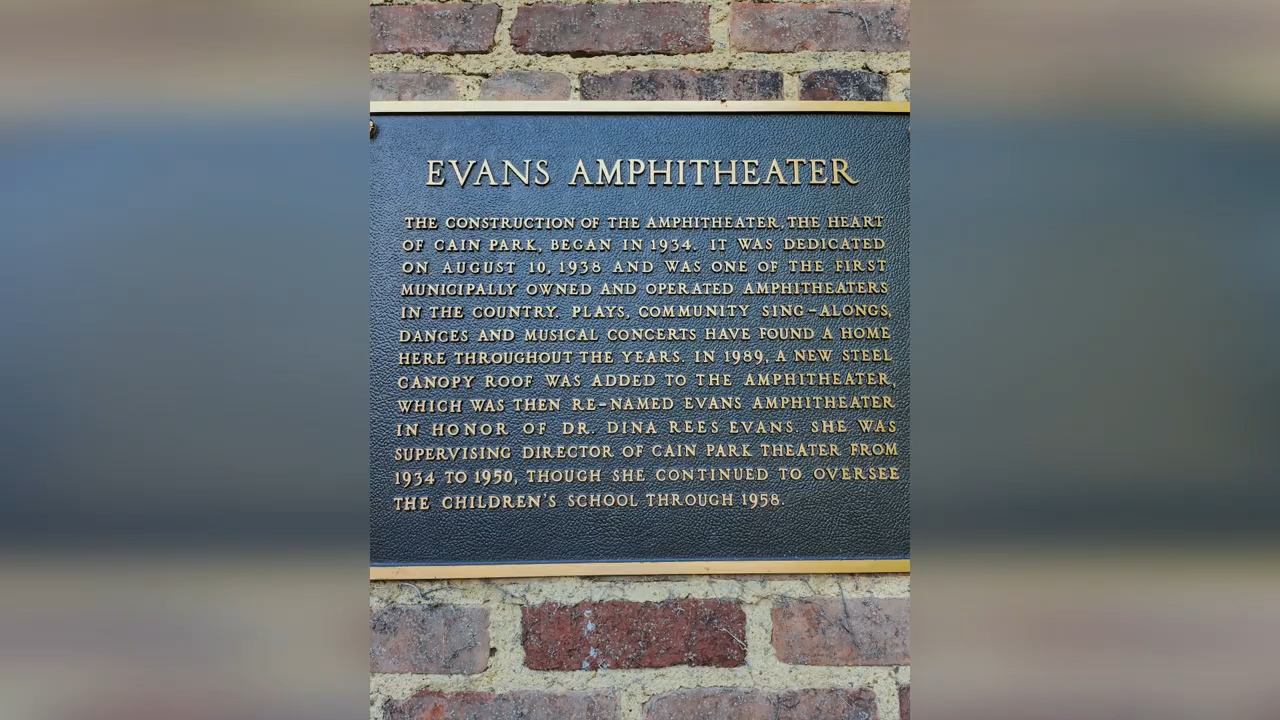 EVANS AMPHITHEATER
THE CONSTRUCTION OF THE AMPHITHEATER, THE HEART
OF CAIN PARK, BEGAN IN 1934. IT WAS DEDICATED
ON AUGUST 10, 1938 AND WAS ONE OF THE FIRST
MUNICIPALLY OWNED AND OPERATED AMPHITHEATERS
IN THE COUNTRY. PLAYS, COMMUNITY SING-ALONGS,
DANCES AND MUSICAL CONCERTS HAVE FOUND A HOME
HERE THROUGHOUT THE YEARS. IN 1989, A NEW STEEL
CANOPY ROOF WAS ADDED TO THE AMPHITHEATER,
WHICH WAS THEN RE-NAMED EVANS AMPHITHEATER
IN HONOR OF DR. DINA REES EVANS. SHE WAS
SUPERVISING DIRECTOR OF CAIN PARK THEATER FROM
1934 TO 1950, THOUGH SHE CONTINUED TO OVERSEE
THE CHILDREN'S SCHOOL THROUGH 1958.